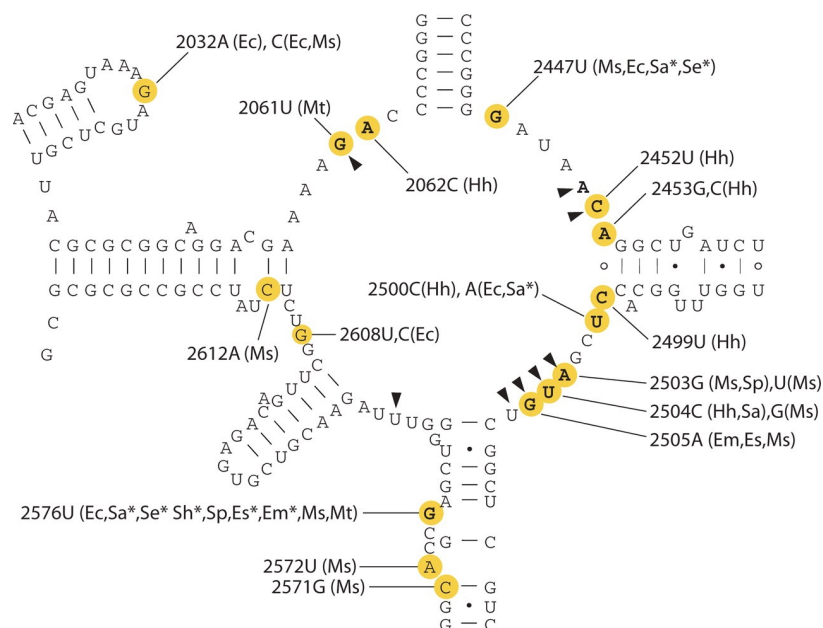 2032A (Ec), C(Ec,Ms)
2447U (Ms,Ec,Sa*,Se*)
2061U (Mt)
2062C (Hh)
2452U (Hh)
2453G,C(Hh)
2500C(Hh), A(Ec,Sa*)
2499U (Hh)
2608U,C(Ec)
2612A (Ms)
2503G (Ms,Sp),U(Ms)
2504C (Hh,Sa),G(Ms)
2505A (Em,Es,Ms)
2576U (Ec,Sa*,Se* Sh*,Sp,Es*,Em*,Ms,Mt)
2572U (Ms)
2571G (Ms)
G C
G C
G C
C G
C G
C G
A C G A G U A A A G A
U G C U C G U
U
A
C G C G C G G C A G G A C G A
G C G C G C C G C C U A U C U
C
G
A A A G A C
G A U A A C A
G G C U G A U C U
C C A G G U U U G G U
C U C G A U G U
C U G G C
U U G A C A G A G U G C U G C A A G
A U U U G G U C G A G C C A C G G
G C
G
G
C
U
G C
G
U
C